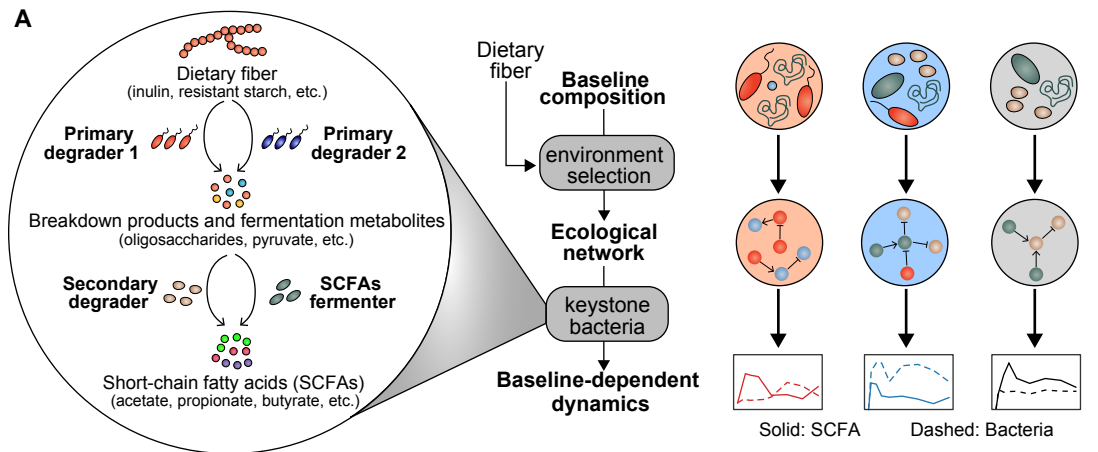 A
Dietary fiber
(inulin, resistant starch, etc.)
Primary
degrader 1
Primary
degrader 2
Breakdown products and fermentation metabolites
(oligosaccharides, pyruvate, etc.)
Secondary
degrader
SCFAs
fermenter
Short-chain fatty acids (SCFAs)
(acetate, propionate, butyrate, etc.)
Dietary
fiber
Baseline
composition
environment
selection
Ecological
network
keystone
bacteria
Baseline-dependent
dynamics
Solid: SCFA
Dashed: Bacteria